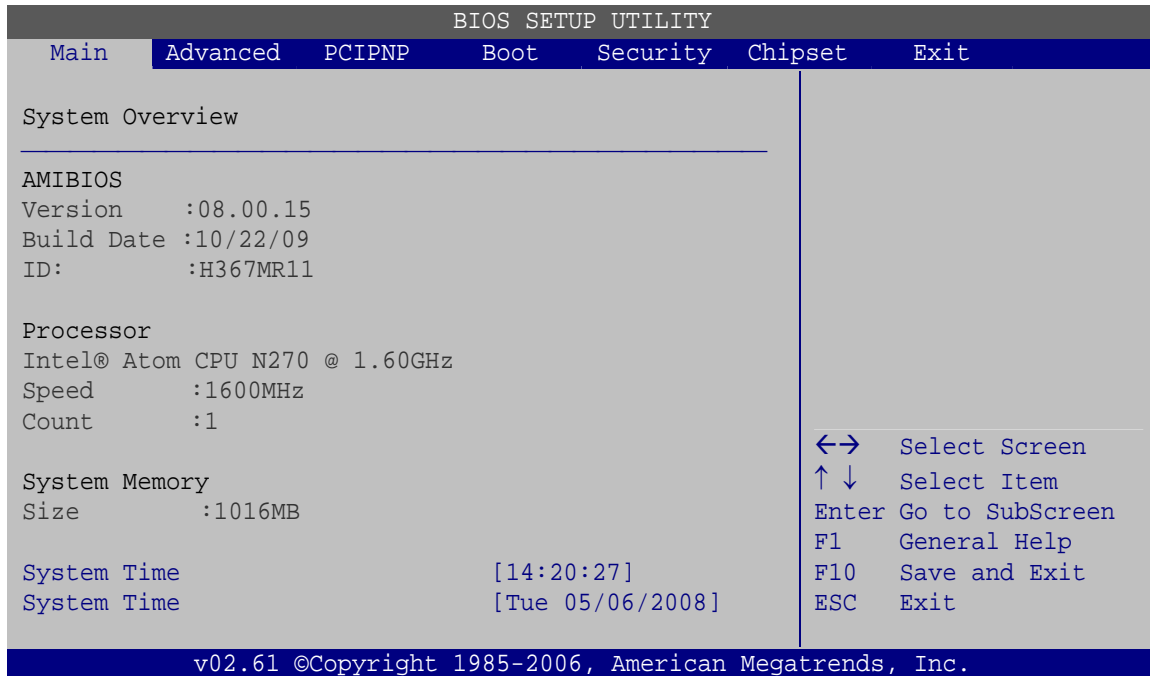 BIOS SETUP UTILITY
Main Advanced PCIPNP Boot Security Chipset Exit
System Overview
AMIBIOS
Version :08.00.15
Build Date :10/22/09
ID: :H367MR11
Processor
Intel® Atom CPU N270 @ 1.60GHz
Speed :1600MHz
Count :1
System Memory
Size :1016MB
System Time [14:20:27]
System Time [Tue 05/06/2008]
←→ Select Screen
↑↓ Select Item
Enter Go to SubScreen
F1 General Help
F10 Save and Exit
ESC Exit
v02.61 ©Copyright 1985-2006, American Megatrends, Inc.